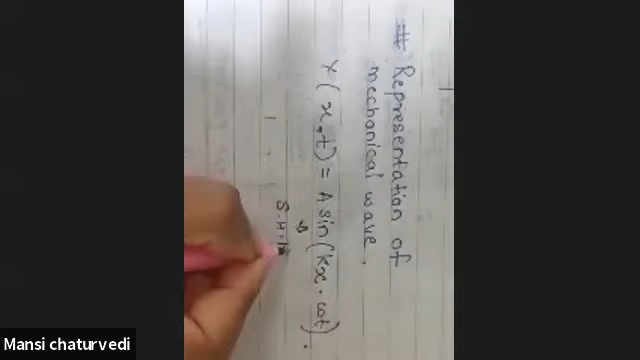 # Representation of
mechanical wave.
Y(x,t) = A sin(kx - ωt).
S.H.M
Mansi chaturvedi